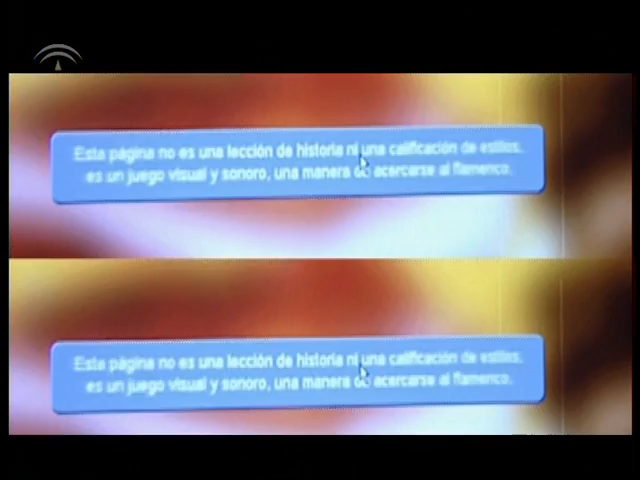 Esta página no es una lección de historia ni una calificación de estilos,
es un juego visual y sonoro, una manera de acercarse al flamenco.
Esta página no es una lección de historia ni una calificación de estilos,
es un juego visual y sonoro, una manera de acercarse al flamenco.